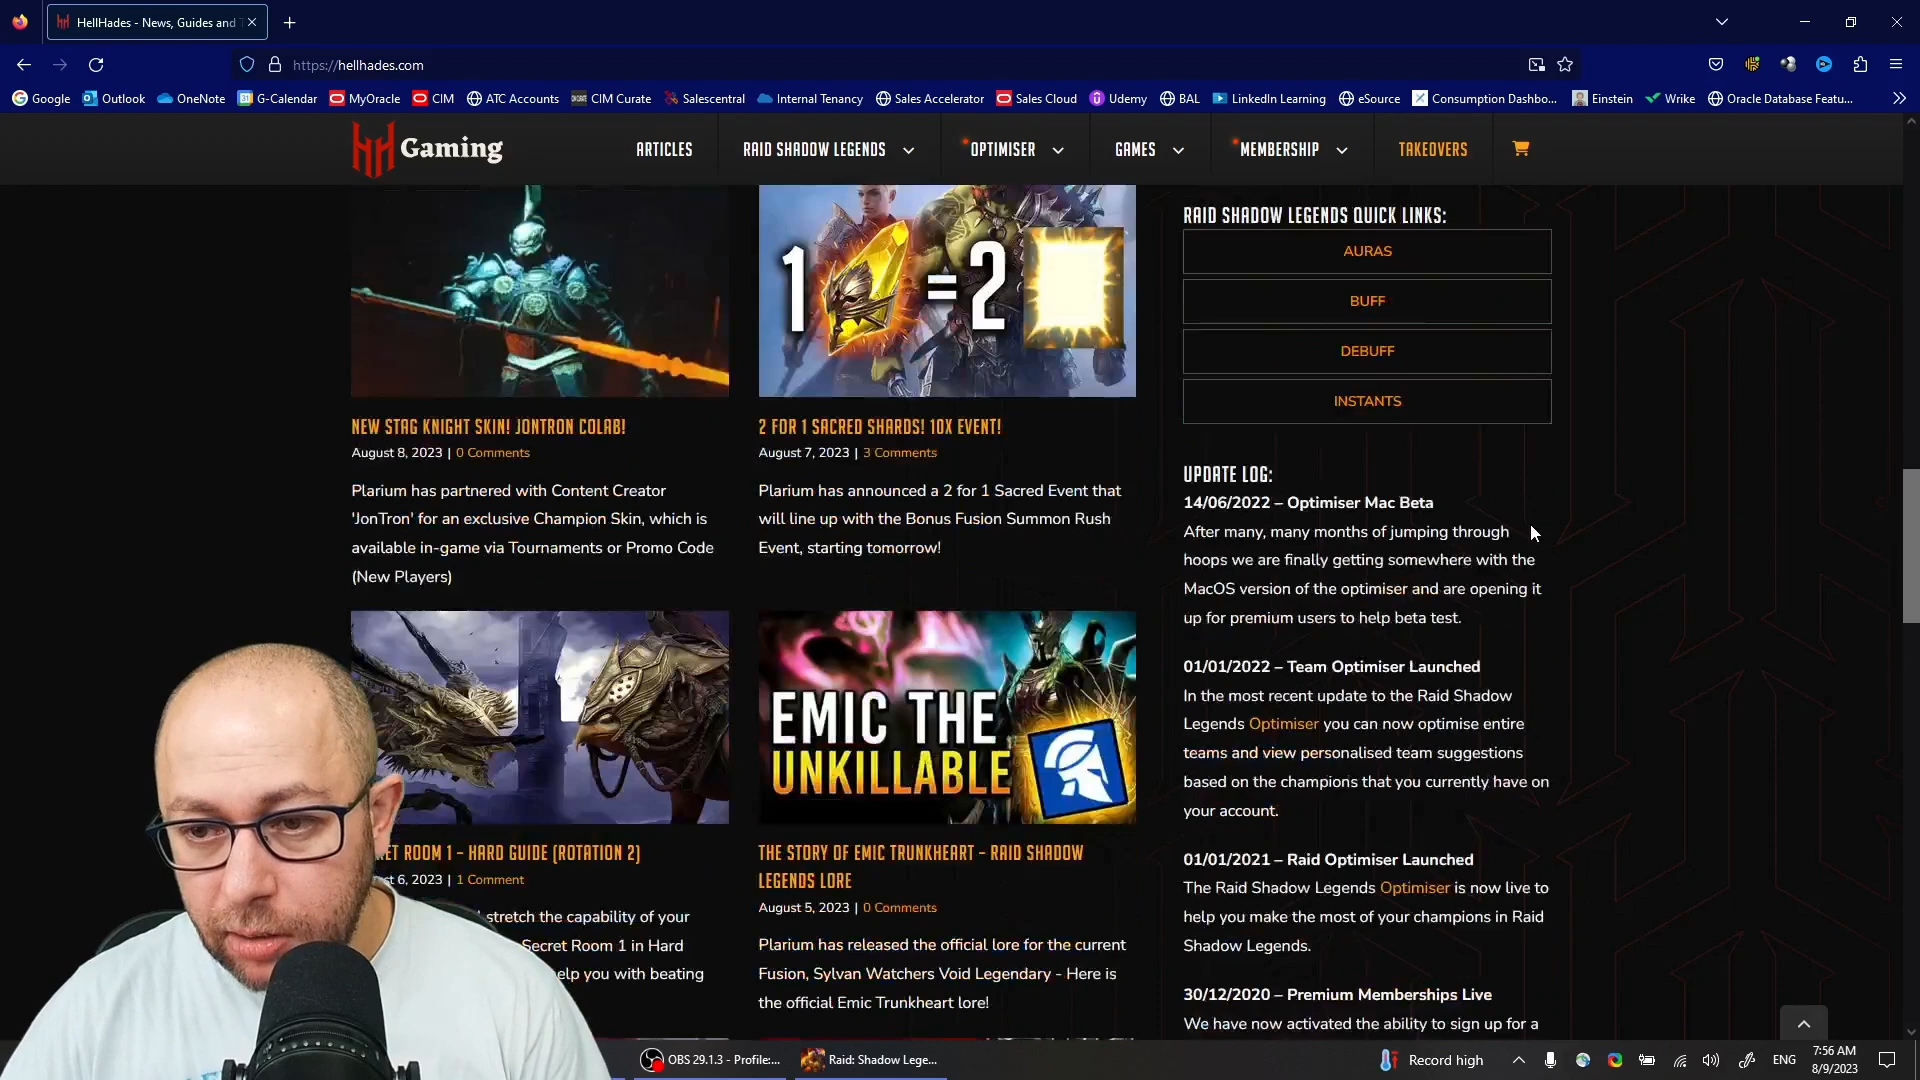 HellHades - News, Guides and T
https://hellhades.com
Google
Outlook
OneNote
G-Calendar
MyOracle
CIM
ATC Accounts
CIM Curate
Salescentral
Internal Tenancy
Sales Accelerator
Sales Cloud
Udemy
BAL
LinkedIn Learning
eSource
Consumption Dashbo...
Einstein
Wrike
Oracle Database Featu...
Gaming
ARTICLES
RAID SHADOW LEGENDS
OPTIMISER
GAMES
MEMBERSHIP
TAKEOVERS
1 = 2
NEW STAG KNIGHT SKIN! JONTRON COLAB!
August 8, 2023 | 0 Comments
Plarium has partnered with Content Creator
'JonTron' for an exclusive Champion Skin, which is
available in-game via Tournaments or Promo Code
(New Players)
2 FOR 1 SACRED SHARDS! 10X EVENT!
August 7, 2023 | 3 Comments
Plarium has announced a 2 for 1 Sacred Event that
will line up with the Bonus Fusion Summon Rush
Event, starting tomorrow!
ET ROOM 1 – HARD GUIDE (ROTATION 2)
st 6, 2023 | 1 Comment
stretch the capability of your
Secret Room 1 in Hard
elp you with beating
EMIC THE
UNKILLABLE
THE STORY OF EMIC TRUNKHEART – RAID SHADOW
LEGENDS LORE
August 5, 2023 | 0 Comments
Plarium has released the official lore for the current
Fusion, Sylvan Watchers Void Legendary - Here is
the official Emic Trunkheart lore!
RAID SHADOW LEGENDS QUICK LINKS:
AURAS
BUFF
DEBUFF
INSTANTS
UPDATE LOG:
14/06/2022 – Optimiser Mac Beta
After many, many months of jumping through
hoops we are finally getting somewhere with the
MacOS version of the optimiser and are opening it
up for premium users to help beta test.
01/01/2022 – Team Optimiser Launched
In the most recent update to the Raid Shadow
Legends Optimiser you can now optimise entire
teams and view personalised team suggestions
based on the champions that you currently have on
your account.
01/01/2021 – Raid Optimiser Launched
The Raid Shadow Legends Optimiser is now live to
help you make the most of your champions in Raid
Shadow Legends.
30/12/2020 – Premium Memberships Live
We have now activated the ability to sign up for a
OBS 29.1.3 - Profile:...
Raid: Shadow Lege...
Record high
ENG
7:56 AM
8/9/2023